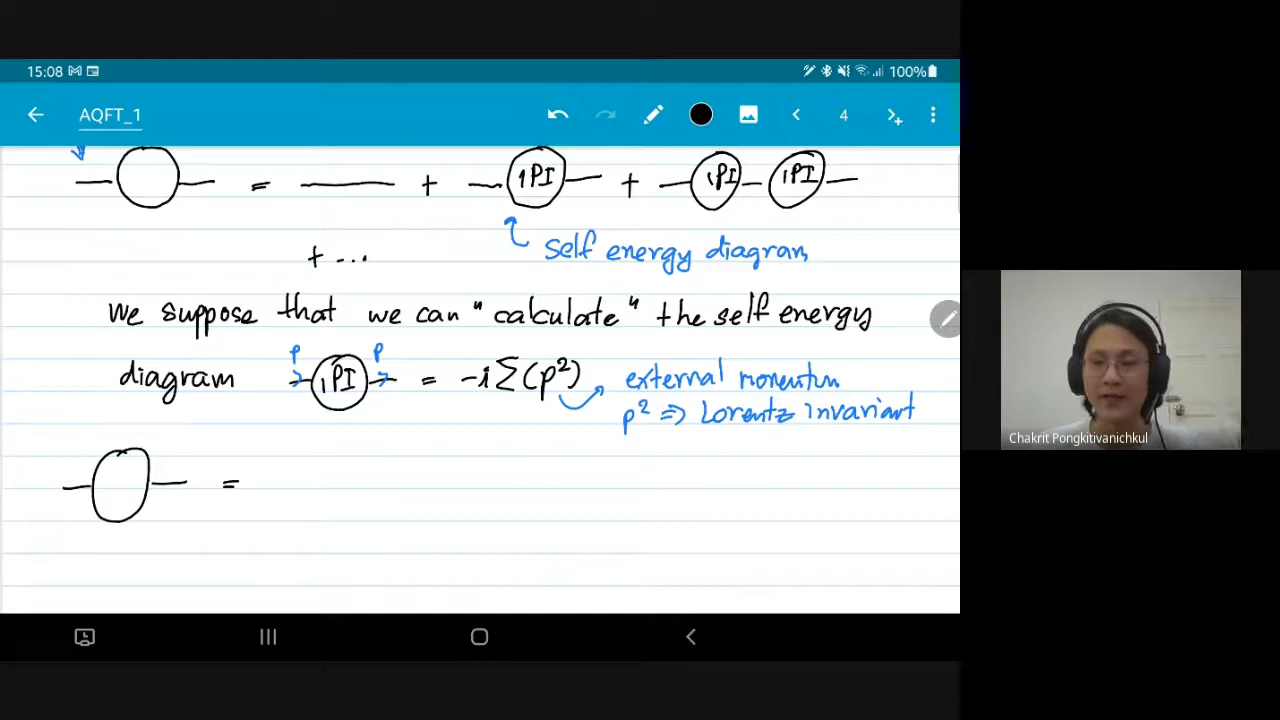 15:08 100%
AQFT_1 4
= + 1PI + 1PI 1PI
+ ... self energy diagram
We suppose that we can "calculate" the self energy
p p
diagram 1PI = -i Σ(p²) external momentum
p² => Lorentz invariant
=
Chakrit Pongkitivanichkul